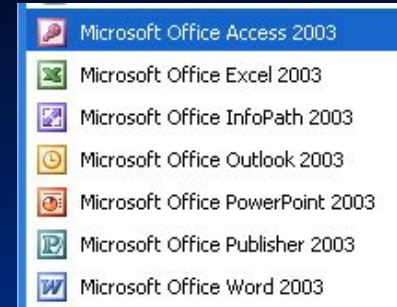 Microsoft Office Access 2003
Microsoft Office Excel 2003
Microsoft Office InfoPath 2003
Microsoft Office Outlook 2003
Microsoft Office PowerPoint 2003
Microsoft Office Publisher 2003
Microsoft Office Word 2003